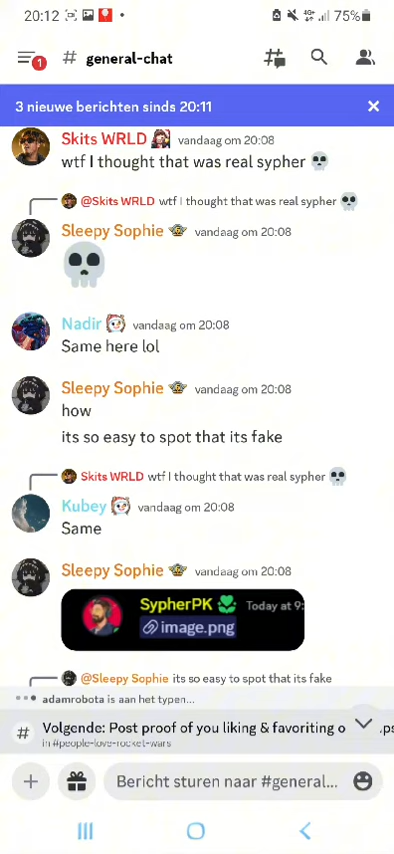 20:12
4G+
75%
1
# general-chat
3 nieuwe berichten sinds 20:11
Skits WRLD vandaag om 20:08
wtf I thought that was real sypher 💀
@Skits WRLD wtf I thought that was real sypher 💀
Sleepy Sophie vandaag om 20:08
💀
Nadir vandaag om 20:08
Same here lol
Sleepy Sophie vandaag om 20:08
how
its so easy to spot that its fake
Skits WRLD wtf I thought that was real sypher 💀
Kubey vandaag om 20:08
Same
Sleepy Sophie vandaag om 20:08
SypherPK Today at 9:
image.png
@Sleepy Sophie its so easy to spot that its fake
adamrobota is aan het typen...
# Volgende: Post proof of you liking & favoriting o
in #people-love-rocket-wars
Bericht sturen naar #general...